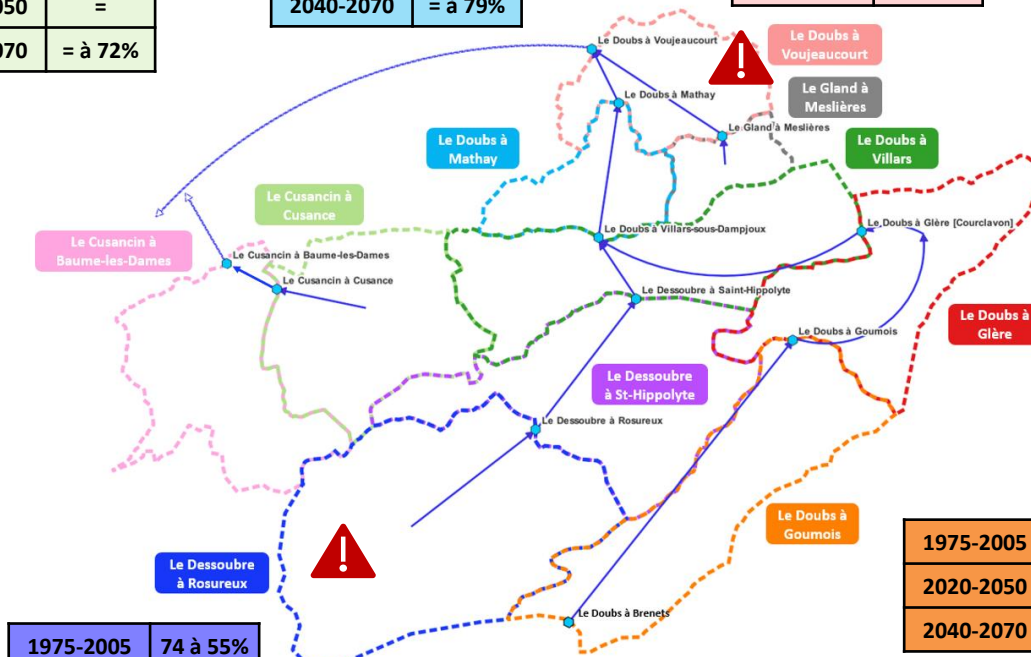 050 =
070 = à 72%
2040-2070 = à 79%
Le Doubs à Voujeaucourt
Le Doubs à
Voujeaucourt
Le Doubs à Mathay
Le Gland à
Meslières
Le Gland à Meslières
Le Doubs à
Mathay
Le Doubs à
Villars
Le Cusancin à
Cusance
Le Doubs à Glère [Courclavon]
Le Doubs à Villars-sous-Dampjoux
Le Cusancin à
Baume-les-Dames
Le Cusancin à Baume-les-Dames
Le Cusancin à Cusance
Le Dessoubre à Saint-Hippolyte
Le Doubs à
Glère
Le Doubs à Goumois
Le Dessoubre
à St-Hippolyte
Le Dessoubre à Rosureux
Le Doubs à
Goumois
1975-2005
2020-2050
2040-2070
Le Dessoubre
à Rosureux
Le Doubs à Brenets
1975-2005 74 à 55%